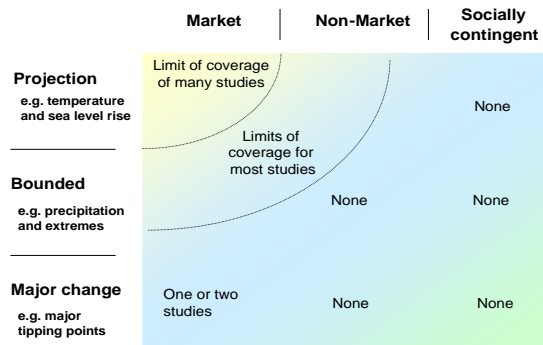 Market
Non-Market
Socially
contingent
Projection
e.g. temperature
and sea level rise
Limit of coverage
of many studies
None
Limits of
coverage for
most studies
Bounded
e.g. precipitation
and extremes
None
None
Major change
e.g. major
tipping points
One or two
studies
None
None